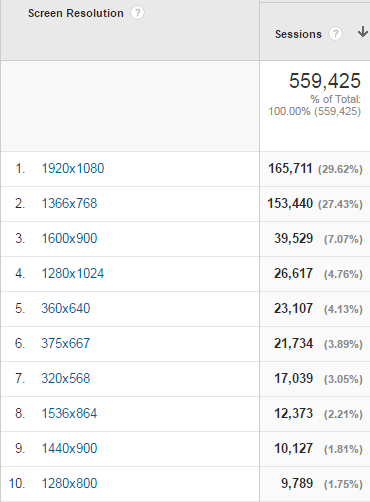 Screen Resolution ?
Sessions ?
559,425
% of Total:
100.00% (559,425)
1. 1920x1080 165,711 (29.62%)
2. 1366x768 153,440 (27.43%)
3. 1600x900 39,529 (7.07%)
4. 1280x1024 26,617 (4.76%)
5. 360x640 23,107 (4.13%)
6. 375x667 21,734 (3.89%)
7. 320x568 17,039 (3.05%)
8. 1536x864 12,373 (2.21%)
9. 1440x900 10,127 (1.81%)
10. 1280x800 9,789 (1.75%)